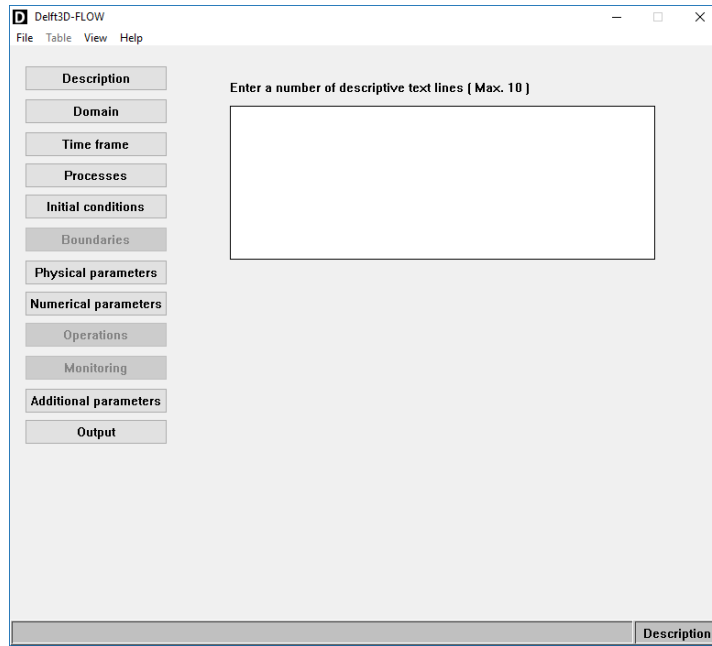 D Delft3D-FLOW
File Table View Help
Description
Enter a number of descriptive text lines ( Max. 10 )
Domain
Time frame
Processes
Initial conditions
Boundaries
Physical parameters
Numerical parameters
Operations
Monitoring
Additional parameters
Output
Description